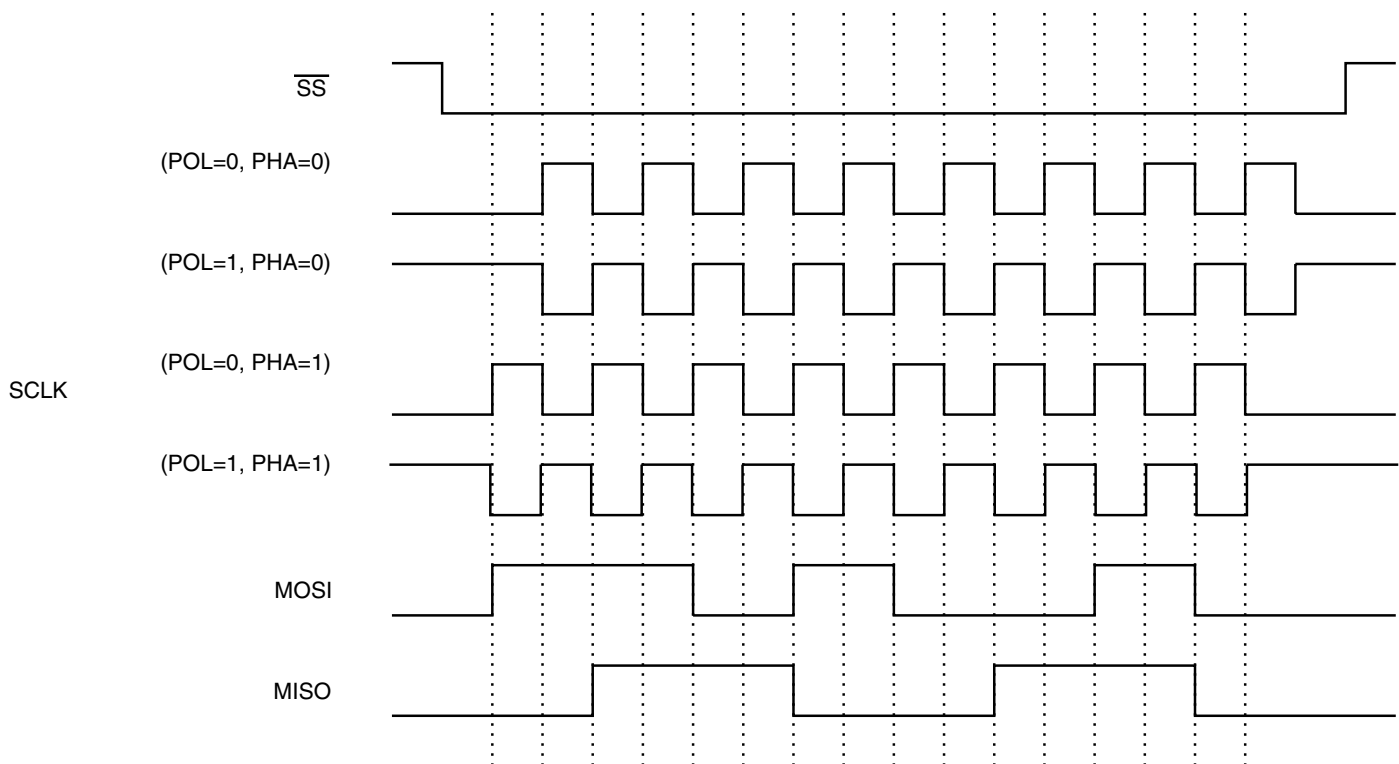 SS
(POL=0, PHA=0)
(POL=1, PHA=0)
(POL=0, PHA=1)
SCLK
(POL=1, PHA=1)
MOSI
MISO